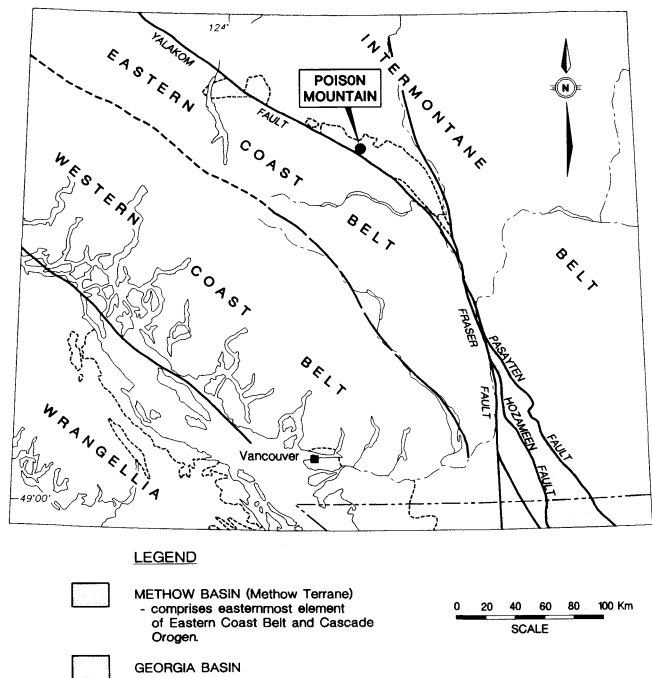 124°
YALAKOM
FAULT
INTERMONTANE
BELT
EASTERN
COAST
BELT
POISON
MOUNTAIN
N
WESTERN
COAST
BELT
FRASER
FAULT
PASAYTEN
FAULT
HOZAMEEN
FAULT
Vancouver
WRANGELLIA
49°00'
LEGEND
METHOW BASIN (Methow Terrane)
- comprises easternmost element
of Eastern Coast Belt and Cascade
Orogen.
GEORGIA BASIN
0 20 40 60 80 100 Km
SCALE